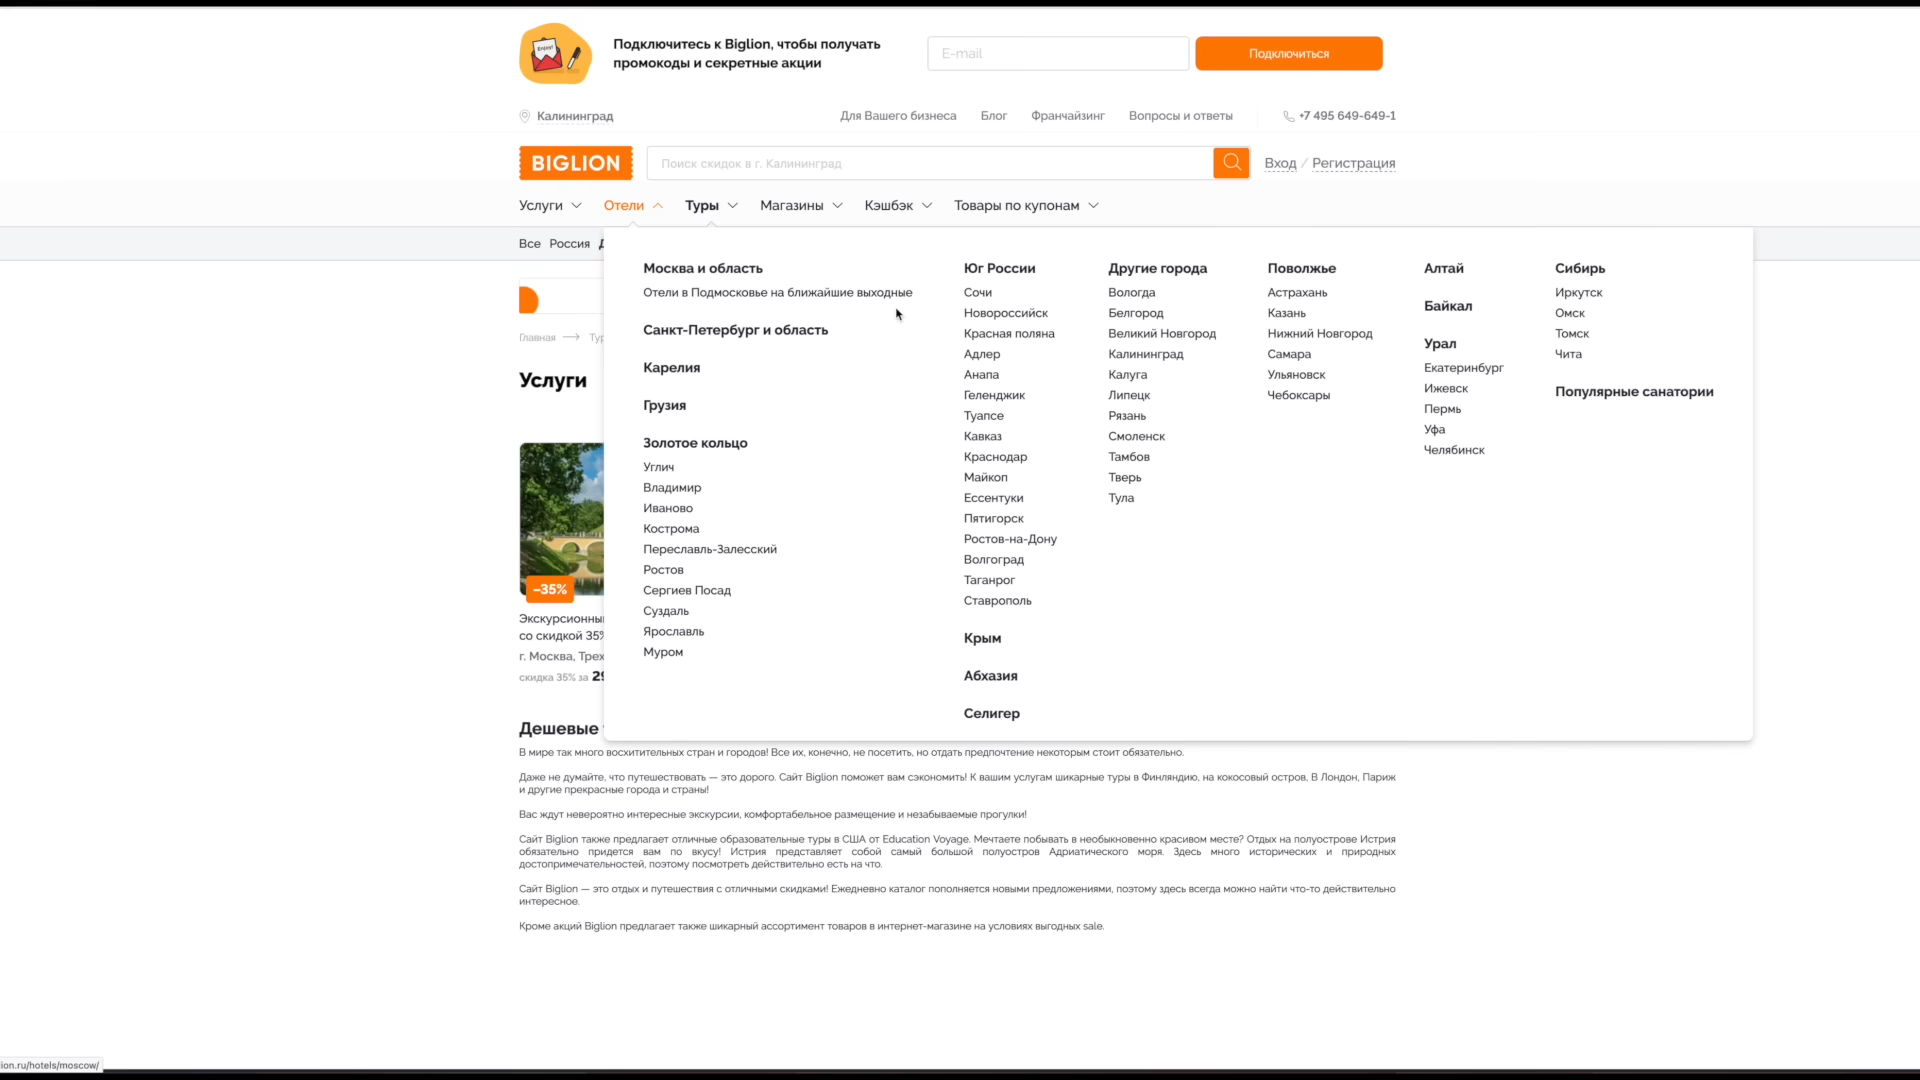 Enjoy!
Подключитесь к Biglion, чтобы получать
промокоды и секретные акции
E-mail
Подключиться
Калининград
Для Вашего бизнеса
Блог
Франчайзинг
Вопросы и ответы
+7 495 649-649-1
BIGLION
Поиск скидок в г. Калининград
Вход / Регистрация
Услуги
Отели
Туры
Магазины
Кэшбэк
Товары по купонам
Все
Россия
Москва и область
Отели в Подмосковье на ближайшие выходные
Санкт-Петербург и область
Карелия
Грузия
Золотое кольцо
Углич
Владимир
Иваново
Кострома
Переславль-Залесский
Ростов
Сергиев Посад
Суздаль
Ярославль
Муром
Юг России
Сочи
Новороссийск
Красная поляна
Адлер
Анапа
Геленджик
Туапсе
Кавказ
Краснодар
Майкоп
Ессентуки
Пятигорск
Ростов-на-Дону
Волгоград
Таганрог
Ставрополь
Крым
Абхазия
Селигер
Другие города
Вологда
Белгород
Великий Новгород
Калининград
Калуга
Липецк
Рязань
Смоленск
Тамбов
Тверь
Тула
Поволжье
Астрахань
Казань
Нижний Новгород
Самара
Ульяновск
Чебоксары
Алтай
Байкал
Урал
Екатеринбург
Ижевск
Пермь
Уфа
Челябинск
Сибирь
Иркутск
Омск
Томск
Чита
Популярные санатории
Главная
Услуги
–35%
со скидкой 35%
г. Москва,
скидка 35% за
Дешевые
В мире так много восхитительных стран и городов! Все их, конечно, не посетить, но отдать предпочтение некоторым стоит обязательно.
Даже не думайте, что путешествовать — это дорого. Сайт Biglion поможет вам сэкономить! К вашим услугам шикарные туры в Финляндию, на кокосовый остров, В Лондон, Париж
и другие прекрасные города и страны!
Вас ждут невероятно интересные экскурсии, комфортабельное размещение и незабываемые прогулки!
Сайт Biglion также предлагает отличные образовательные туры в США от Education Voyage. Мечтаете побывать в необыкновенно красивом месте? Отдых на полуострове Истрия
обязательно придется вам по вкусу! Истрия представляет собой самый большой полуостров Адриатического моря. Здесь много исторических и природных
достопримечательностей, поэтому посмотреть действительно есть на что.
Сайт Biglion — это отдых и путешествия с отличными скидками! Ежедневно каталог пополняется новыми предложениями, поэтому здесь всегда можно найти что-то действительно
интересное.
Кроме акций Biglion предлагает также шикарный ассортимент товаров в интернет-магазине на условиях выгодных sale.
ion.ru/hotels/moscow/